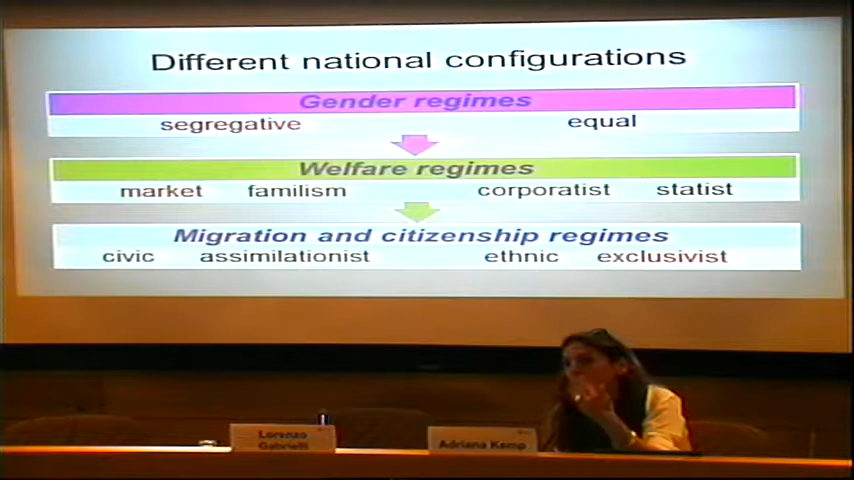 Different national configurations
Gender regimes
segregative equal
Welfare regimes
market familism corporatist statist
Migration and citizenship regimes
civic assimilationist ethnic exclusivist
Lorenzo
Gabrielli
Adriana Kemp